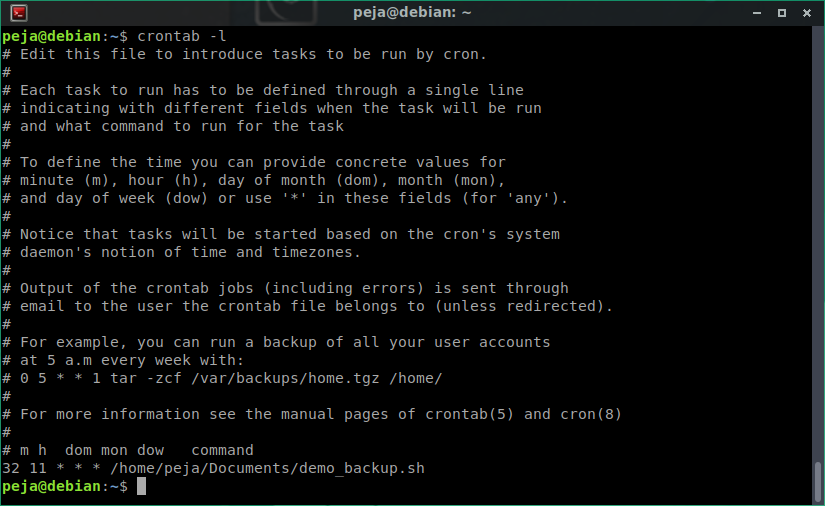 peja@debian: ~
peja@debian:~$ crontab -l
# Edit this file to introduce tasks to be run by cron.
#
# Each task to run has to be defined through a single line
# indicating with different fields when the task will be run
# and what command to run for the task
#
# To define the time you can provide concrete values for
# minute (m), hour (h), day of month (dom), month (mon),
# and day of week (dow) or use '*' in these fields (for 'any').
#
# Notice that tasks will be started based on the cron's system
# daemon's notion of time and timezones.
#
# Output of the crontab jobs (including errors) is sent through
# email to the user the crontab file belongs to (unless redirected).
#
# For example, you can run a backup of all your user accounts
# at 5 a.m every week with:
# 0 5 * * 1 tar -zcf /var/backups/home.tgz /home/
#
# For more information see the manual pages of crontab(5) and cron(8)
#
# m h  dom mon dow   command
32 11 * * * /home/peja/Documents/demo_backup.sh
peja@debian:~$